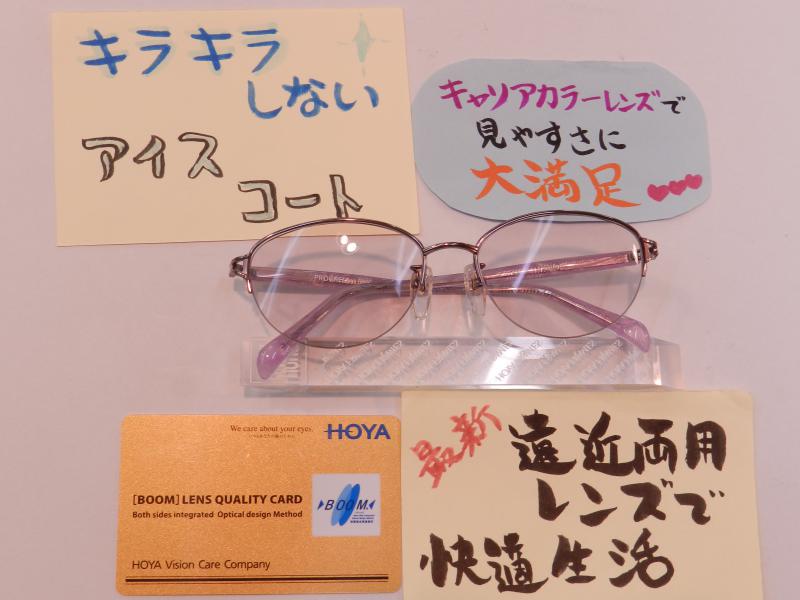 キラキラ
しない
アイス
コート
キャリアカラーレンズで
見やすさに
大満足
We care about your eyes.
HOYA
[BOOM] LENS QUALITY CARD
Both sides integrated Optical design Method
BOOM
HOYA Vision Care Company
最新
遠近両用
レンズで
快適生活